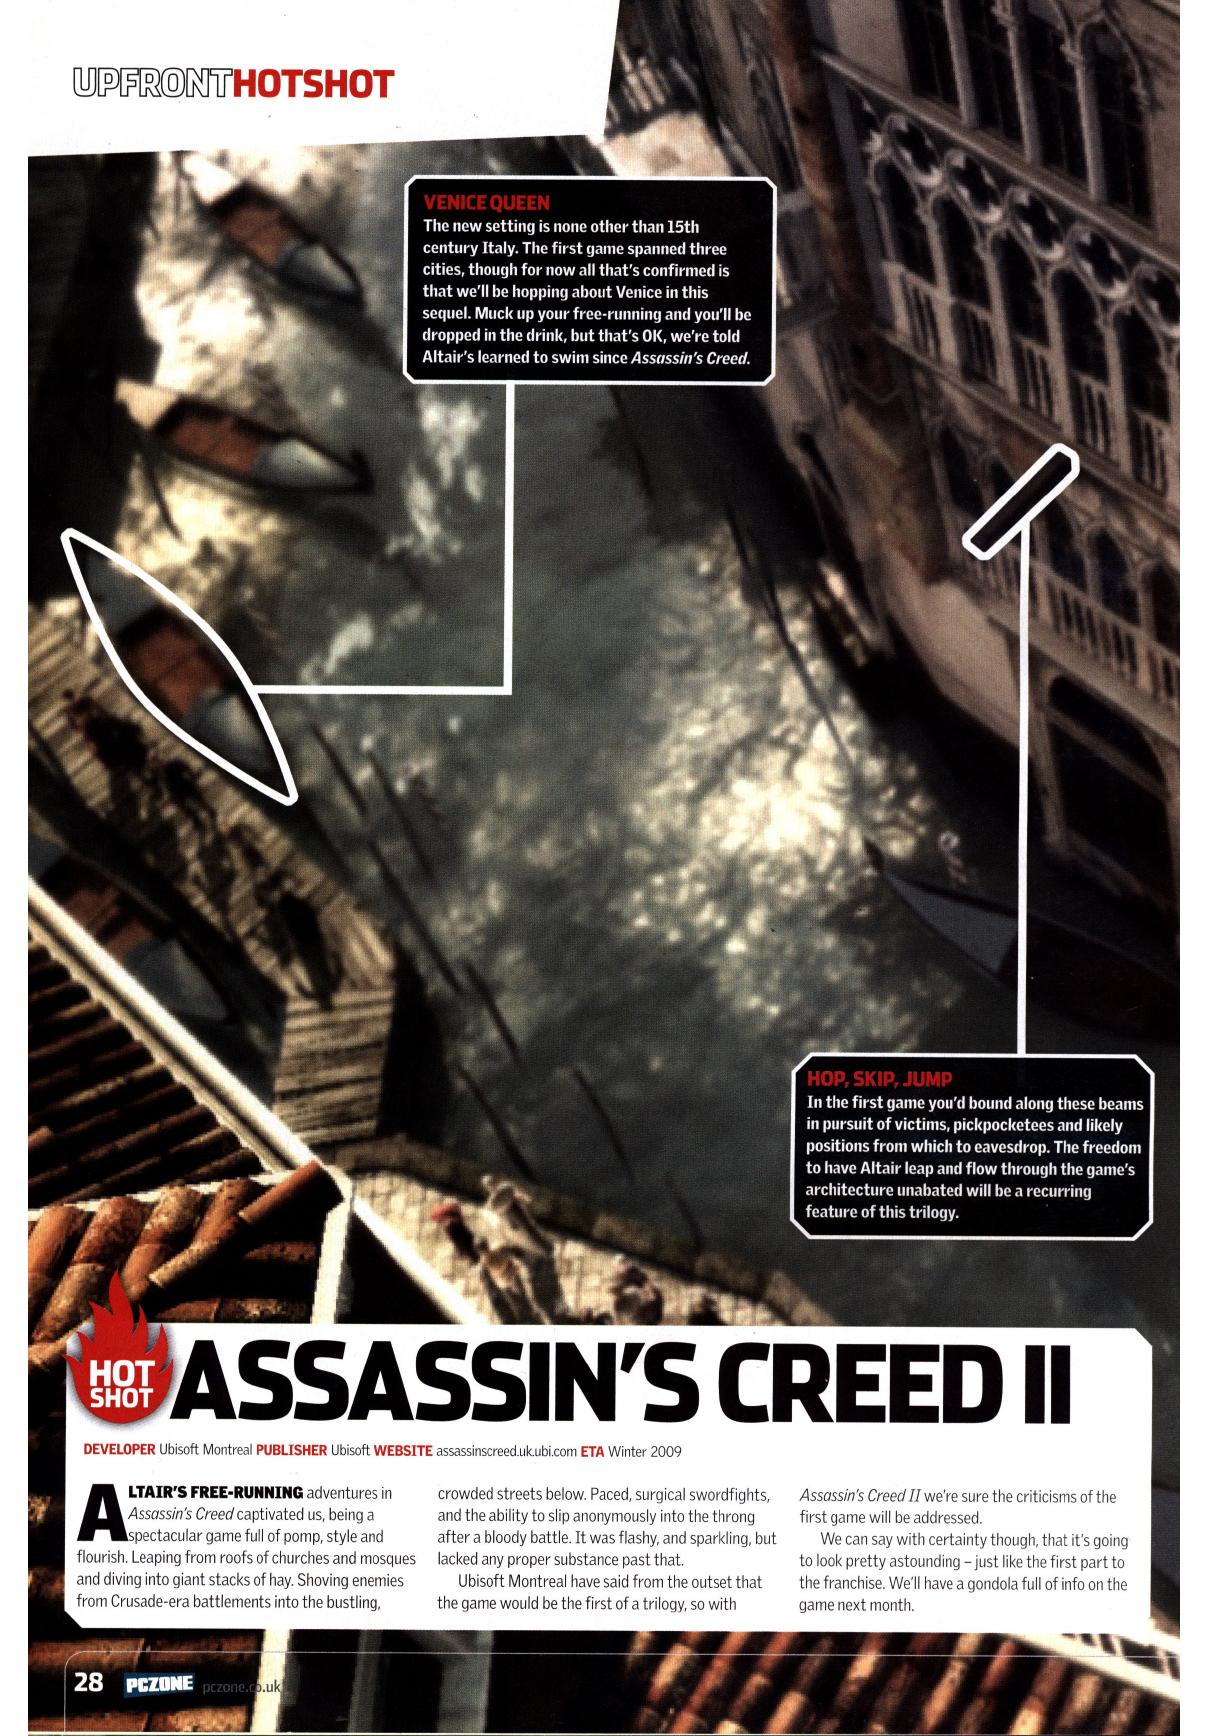 UPFRONTHOTSHOT
VENICE QUEEN
The new setting is none other than 15th
century Italy. The first game spanned three
cities, though for now all that's confirmed is
that we'll be hopping about Venice in this
sequel. Muck up your free-running and you'll be
dropped in the drink, but that's OK, we're told
Altair's learned to swim since Assassin's Creed.
HOP, SKIP, JUMP
In the first game you'd bound along these beams
in pursuit of victims, pickpocketees and likely
positions from which to eavesdrop. The freedom
to have Altair leap and flow through the game's
architecture unabated will be a recurring
feature of this trilogy.
HOT
SHOT
ASSASSIN'S CREED II
DEVELOPER Ubisoft Montreal PUBLISHER Ubisoft WEBSITE assassinscreed.uk.ubi.com ETA Winter 2009
ALTAIR'S FREE-RUNNING adventures in
Assassin's Creed captivated us, being a
spectacular game full of pomp, style and
flourish. Leaping from roofs of churches and mosques
and diving into giant stacks of hay. Shoving enemies
from Crusade-era battlements into the bustling,
crowded streets below. Paced, surgical swordfights,
and the ability to slip anonymously into the throng
after a bloody battle. It was flashy, and sparkling, but
lacked any proper substance past that.
Ubisoft Montreal have said from the outset that
the game would be the first of a trilogy, so with
Assassin's Creed II we're sure the criticisms of the
first game will be addressed.
We can say with certainty though, that it's going
to look pretty astounding – just like the first part to
the franchise. We'll have a gondola full of info on the
game next month.
28 PCZONE pczone.co.uk